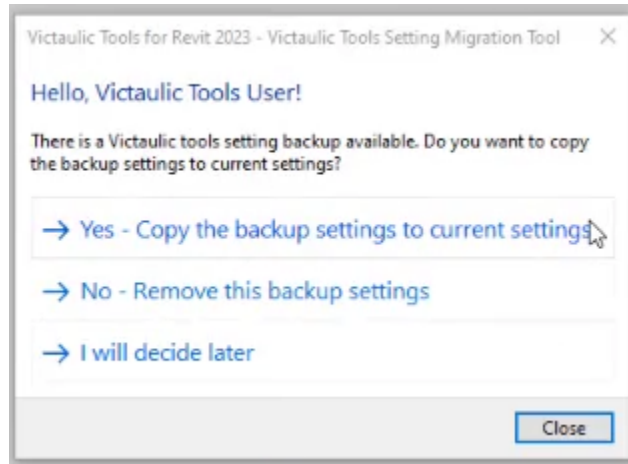 Victaulic Tools for Revit 2023 - Victaulic Tools Setting Migration Tool
Hello, Victaulic Tools User!
There is a Victaulic tools setting backup available. Do you want to copy
the backup settings to current settings?
Yes - Copy the backup settings to current settings
No - Remove this backup settings
I will decide later
Close